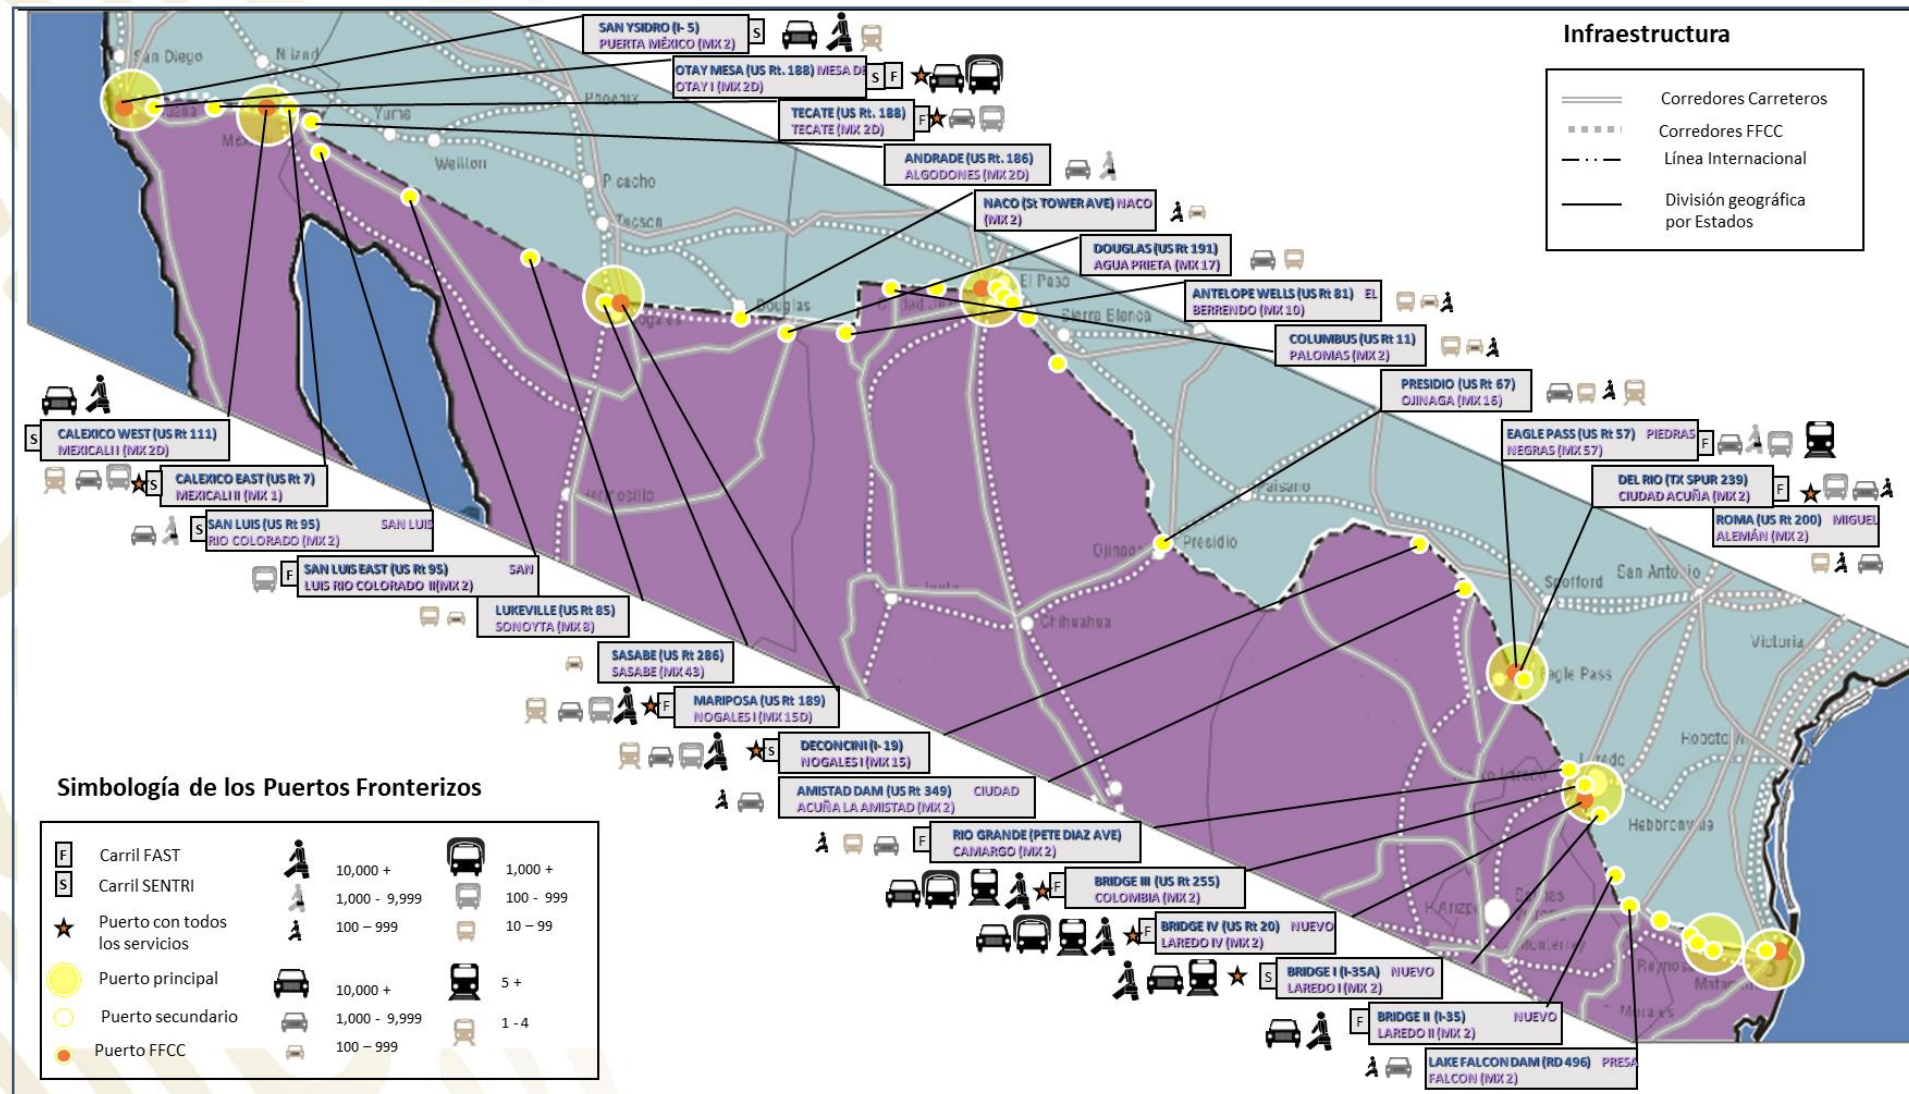 SAN YSIDRO (I- 5)
PUERTA MÉXICO (MX 2)
S
OTAY MESA (US Rt. 188) MESA DE
OTAY I (MX 2D)
S F
TECATE (US Rt. 188)
TECATE (MX 2D)
F
ANDRADE (US Rt. 186)
ALGODONES (MX 2D)
NACO (St TOWER AVE) NACO
(MX 2)
DOUGLAS (US Rt 191)
AGUA PRIETA (MX 17)
ANTELOPE WELLS (US Rt 81) EL
BERRENDO (MX 10)
COLUMBUS (US Rt 11)
PALOMAS (MX 2)
PRESIDIO (US Rt 67)
OJINAGA (MX 16)
EAGLE PASS (US Rt 57) PIEDRAS
NEGRAS (MX 57)
F
DEL RIO (TX SPUR 239)
CIUDAD ACUÑA (MX 2)
F
ROMA (US Rt 200) MIGUEL
ALEMÁN (MX 2)
Infraestructura
Corredores Carreteros
Corredores FFCC
Línea Internacional
División geográfica
por Estados
San Diego
Yuma
Wellton
Picacho
Tucson
Phoenix
Douglas
El Paso
Sierra Blanca
Presidio
Ojinaga
Chihuahua
Paisano
Spofford
San Antonio
Victoria
Eagle Pass
Hebbronville
Monterrey
S
CALEXICO WEST (US Rt 111)
MEXICALI I (MX 2D)
S
CALEXICO EAST (US Rt 7)
MEXICALI II (MX 1)
S
SAN LUIS (US Rt 95) SAN LUIS
RIO COLORADO (MX 2)
F
SAN LUIS EAST (US Rt 95) SAN
LUIS RIO COLORADO II(MX 2)
LUKEVILLE (US Rt 85)
SONOYTA (MX 8)
SASABE (US Rt 286)
SASABE (MX 43)
F
MARIPOSA (US Rt 189)
NOGALES I (MX 15D)
S
DECONCINI (I- 19)
NOGALES I (MX 15)
AMISTAD DAM (US Rt 349) CIUDAD
ACUÑA LA AMISTAD (MX 2)
F
RIO GRANDE (PETE DIAZ AVE)
CAMARGO (MX 2)
F
BRIDGE III (US Rt 255)
COLOMBIA (MX 2)
F
BRIDGE IV (US Rt 20) NUEVO
LAREDO IV (MX 2)
S
BRIDGE I (I-35A) NUEVO
LAREDO I (MX 2)
F
BRIDGE II (I-35) NUEVO
LAREDO II (MX 2)
LAKE FALCON DAM (RD 496) PRESA
FALCON (MX 2)
Simbología de los Puertos Fronterizos
F Carril FAST
S Carril SENTRI
Puerto con todos
los servicios
Puerto principal
Puerto secundario
Puerto FFCC
10,000 +
1,000 - 9,999
100 – 999
10,000 +
1,000 - 9,999
100 – 999
1,000 +
100 - 999
10 – 99
5 +
1 - 4